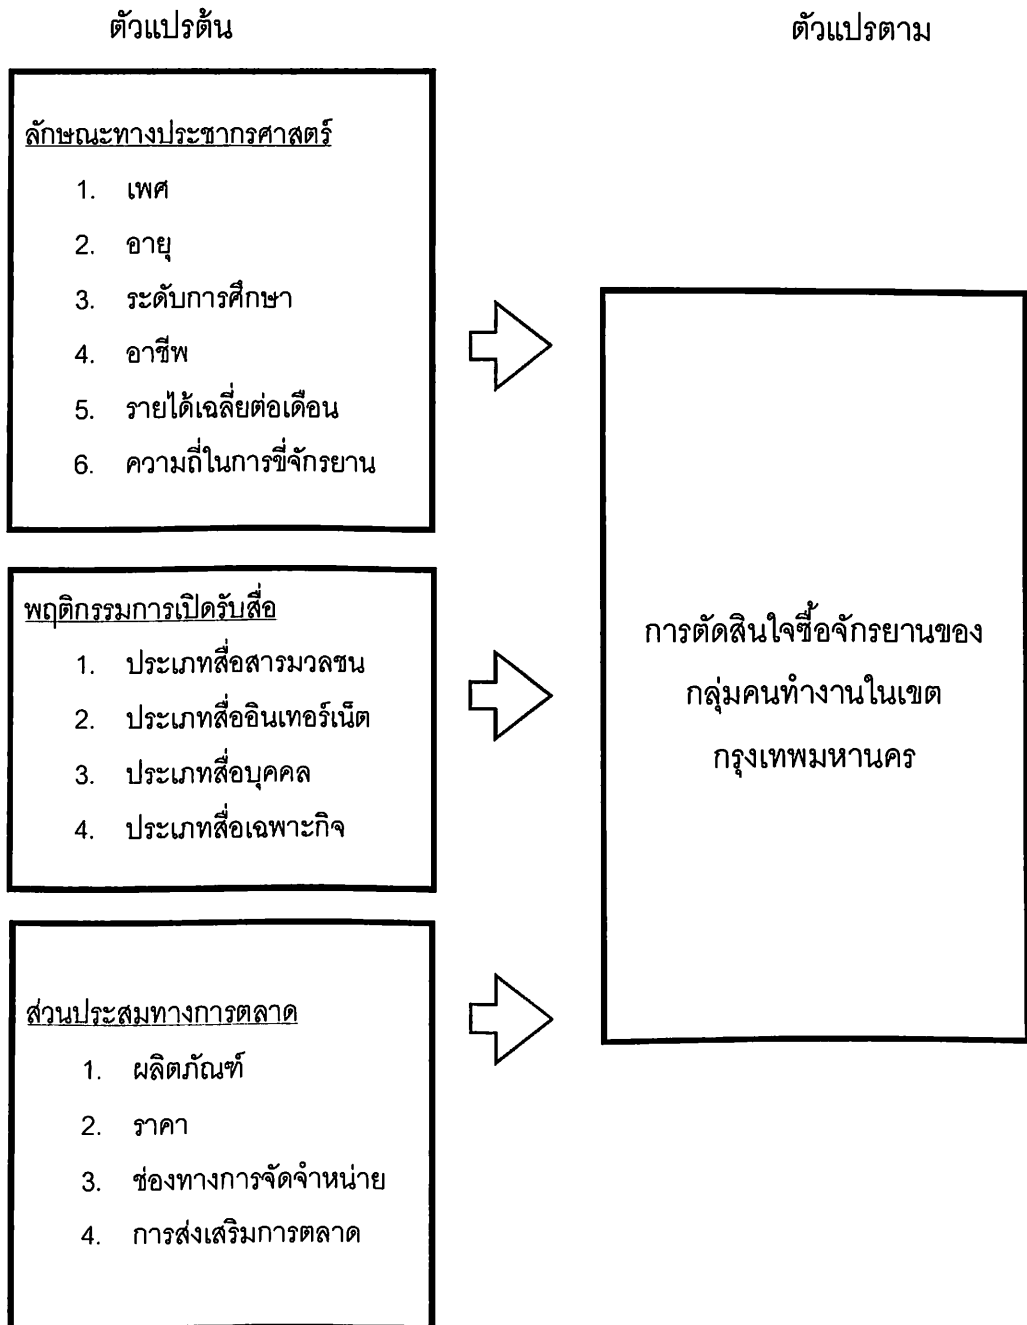 ตัวแปรต้น
ตัวแปรตาม
ลักษณะทางประชากรศาสตร์
1. เพศ
2. อายุ
3. ระดับการศึกษา
4. อาชีพ
5. รายได้เฉลี่ยต่อเดือน
6. ความถี่ในการขี่จักรยาน
พฤติกรรมการเปิดรับสื่อ
1. ประเภทสื่อสารมวลชน
2. ประเภทสื่ออินเทอร์เน็ต
3. ประเภทสื่อบุคคล
4. ประเภทสื่อเฉพาะกิจ
ส่วนประสมทางการตลาด
1. ผลิตภัณฑ์
2. ราคา
3. ช่องทางการจัดจำหน่าย
4. การส่งเสริมการตลาด
การตัดสินใจซื้อจักรยานของ
กลุ่มคนทำงานในเขต
กรุงเทพมหานคร